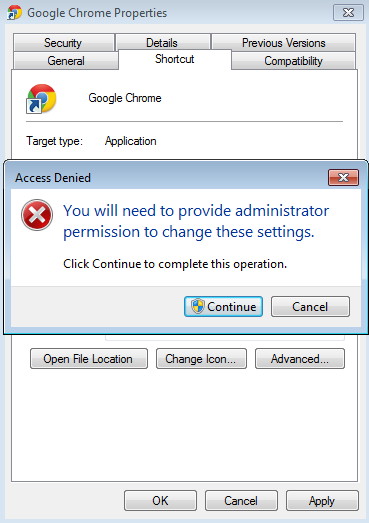 Google Chrome Properties
Security Details Previous Versions
General Shortcut Compatibility
Google Chrome
Target type: Application
Access Denied
You will need to provide administrator
permission to change these settings.
Click Continue to complete this operation.
Continue Cancel
Open File Location Change Icon... Advanced...
OK Cancel Apply